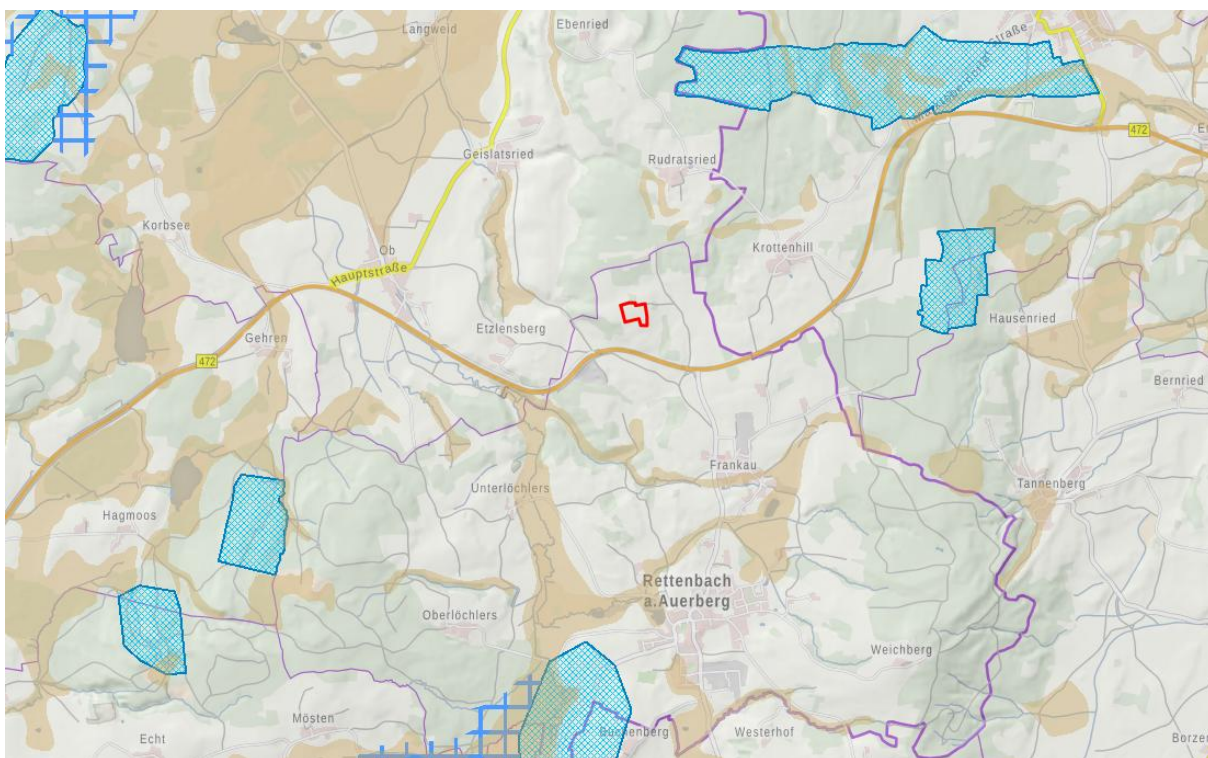 Ebenried
Langweid
Geislatsried
Rudratsried
472
Korbsee
Ob
Krottenhill
Hauptstraße
Etzlensberg
Hausenried
Gehren
472
Bernried
Frankau
Unterlöchlers
Tannenberg
Hagmoos
Rettenbach
a.Auerberg
Oberlöchlers
Weichberg
Mösten
Echt
Buchenberg
Westerhof